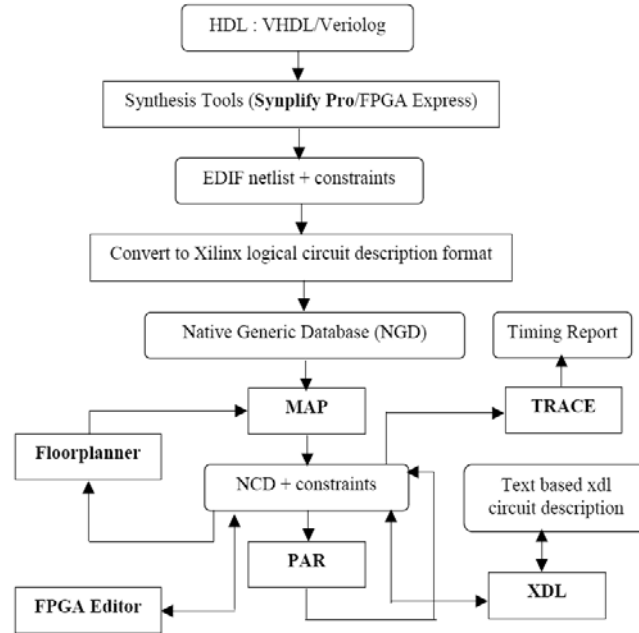 HDL : VHDL/Veriolog
Synthesis Tools (Synplify Pro/FPGA Express)
EDIF netlist + constraints
Convert to Xilinx logical circuit description format
Native Generic Database (NGD)
Timing Report
MAP
TRACE
Floorplanner
NCD + constraints
Text based xdl
circuit description
PAR
XDL
FPGA Editor